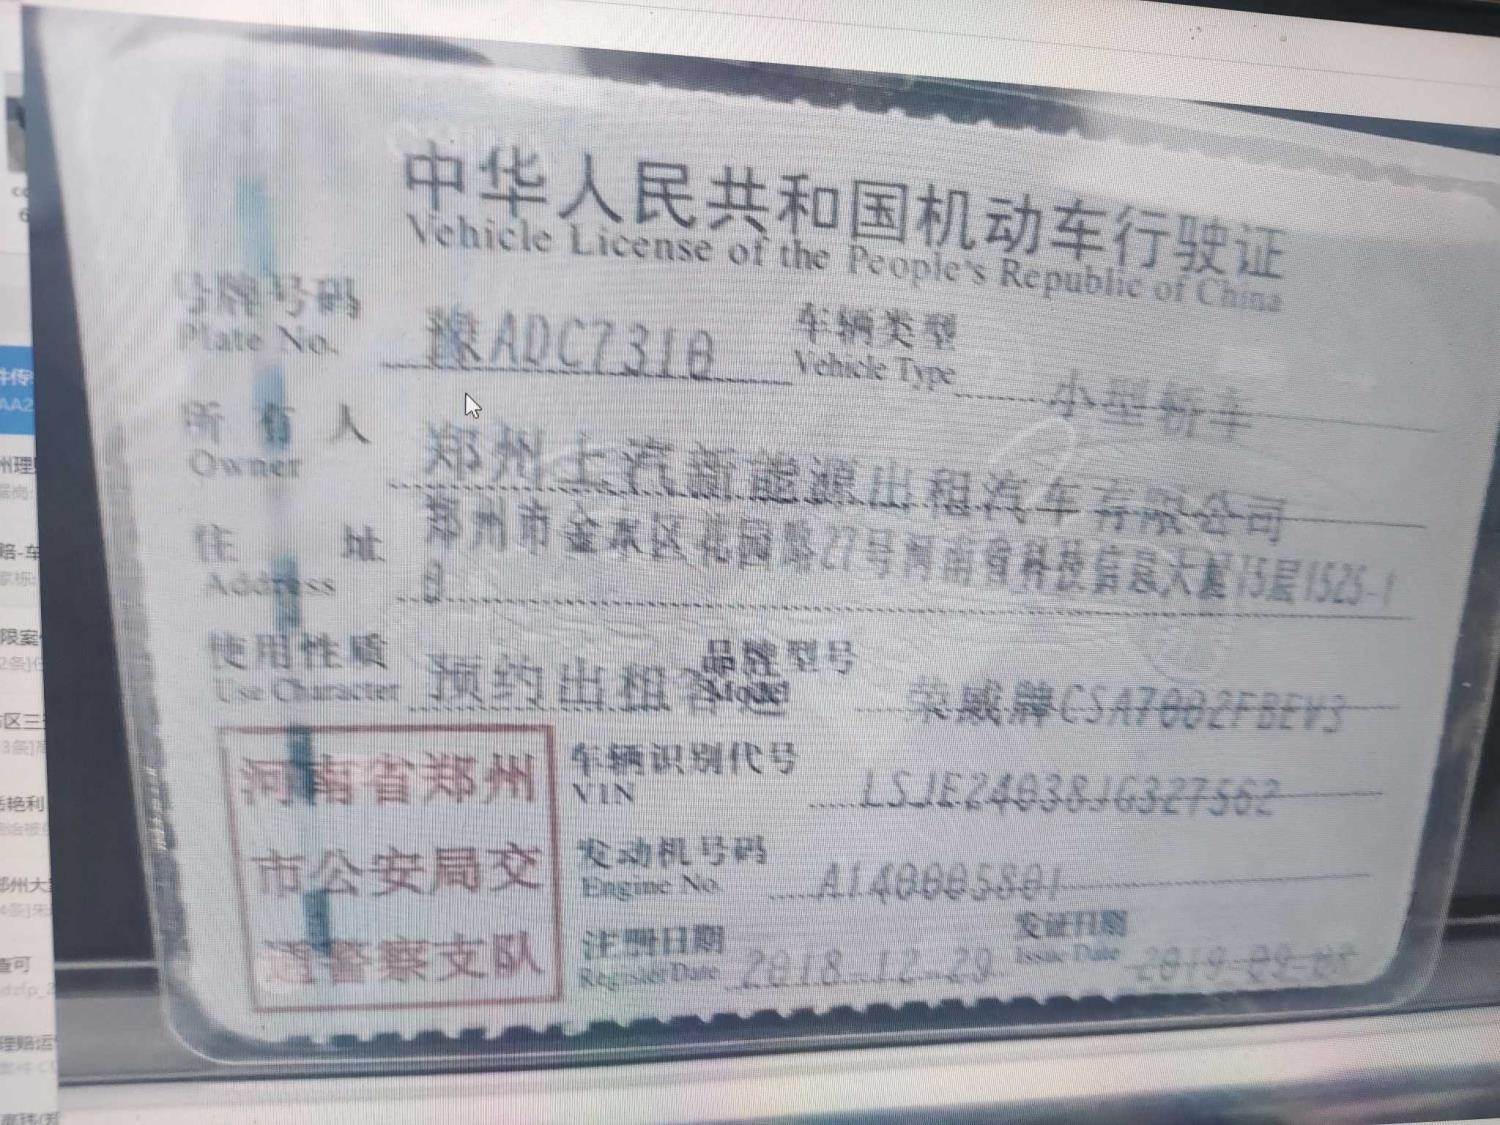 中华人民共和国机动车行驶证
Vehicle License of the People's Republic of China
号牌号码 豫ADC7310 车辆类型 小型轿车
Plate No. Vehicle Type
所有人 郑州上汽新能源出租汽车有限公司
Owner
住址 郑州市金水区花园路27号河南省科技信息大厦15层1525-1
Address 0
使用性质 预约出租客运 品牌型号 荣威牌CSA7002FBEV3
Use Character Model
河南省郑州
市公安局交
通警察支队
车辆识别代号 LSJE24038JG327562
VIN
发动机号码 A140005801
Engine No.
注册日期 2018-12-29 发证日期
Register Date Issue Date